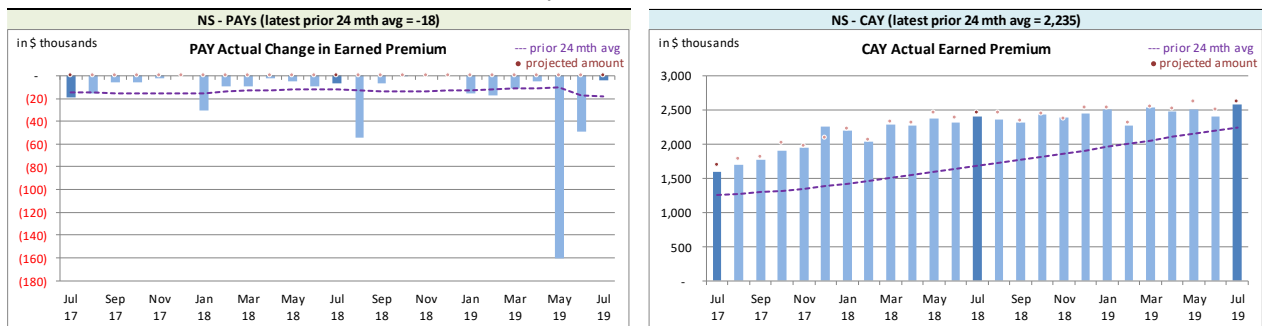 NS - PAYs (latest prior 24 mth avg = -18)
in $ thousands
PAY Actual Change in Earned Premium
--- prior 24 mth avg
• projected amount
-
(20)
(40)
(60)
(80)
(100)
(120)
(140)
(160)
(180)
Jul Sep Nov Jan Mar May Jul Sep Nov Jan Mar May Jul
17 17 17 18 18 18 18 18 18 19 19 19 19
NS - CAY (latest prior 24 mth avg = 2,235)
in $ thousands
CAY Actual Earned Premium
--- prior 24 mth avg
• projected amount
3,000
2,500
2,000
1,500
1,000
500
-
Jul Sep Nov Jan Mar May Jul Sep Nov Jan Mar May Jul
17 17 17 18 18 18 18 18 18 19 19 19 19